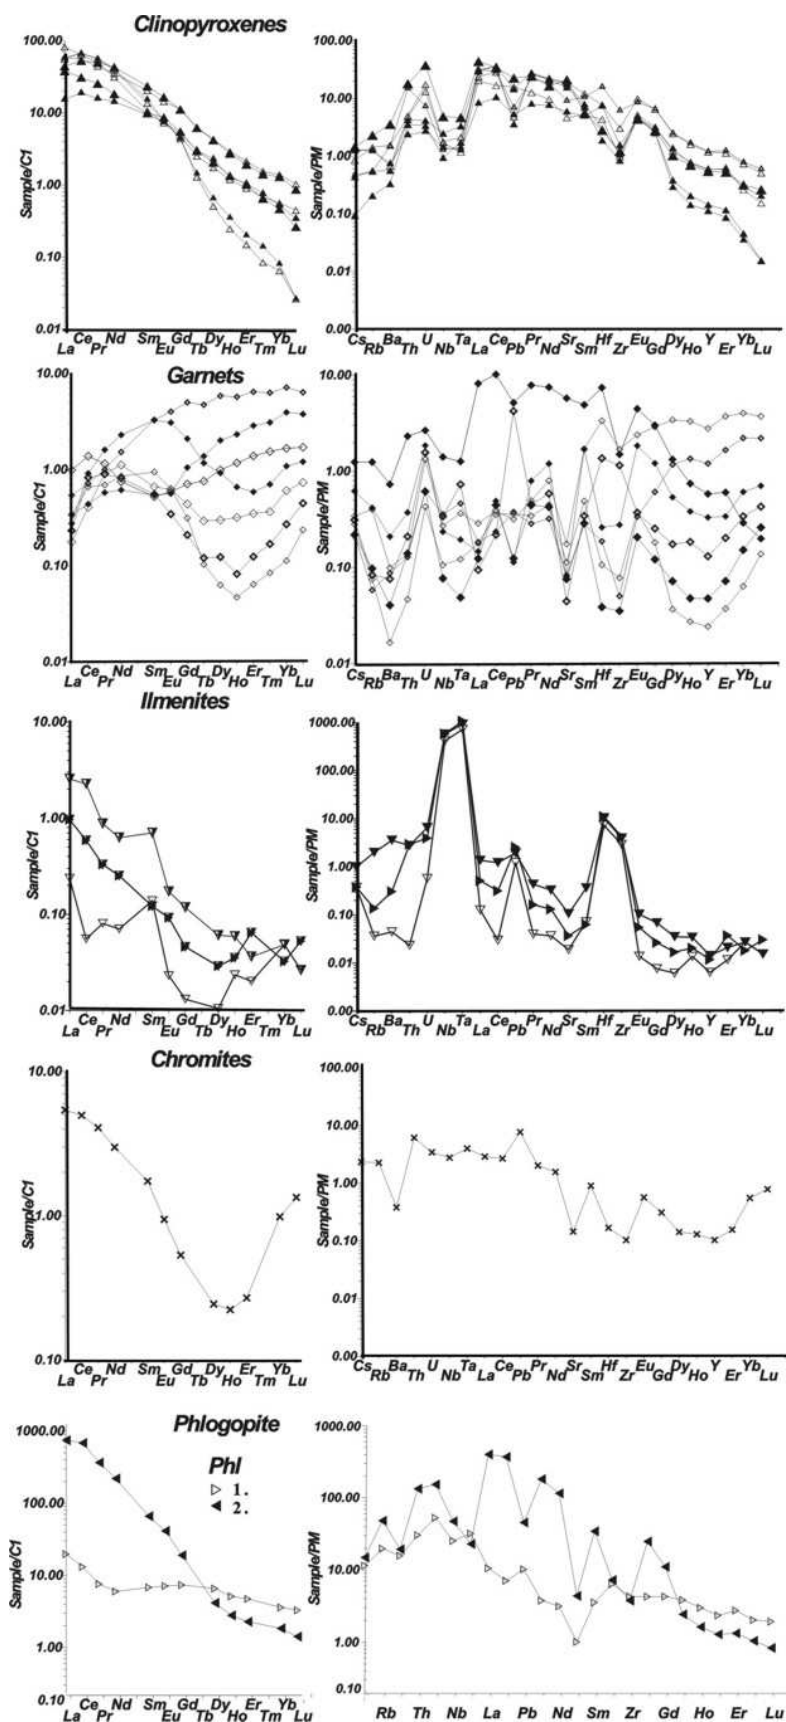 Clinopyroxenes
100.00
10.00
1.00
0.10
0.01
Sample/C1
La Ce Pr Nd Sm Eu Gd Tb Dy Ho Er Tm Yb Lu
100.00
10.00
1.00
0.10
0.01
0.00
Sample/PM
Cs Rb Ba Th U Nb Ta La Ce Pb Pr Nd Sr Sm Hf Zr Eu Gd Dy Ho Y Er Yb Lu
Garnets
10.00
1.00
0.10
0.01
Sample/C1
La Ce Pr Nd Sm Eu Gd Tb Dy Ho Er Tm Yb Lu
10.00
1.00
0.10
0.01
Sample/PM
Cs Rb Ba Th U Nb Ta La Ce Pb Pr Nd Sr Sm Hf Zr Eu Gd Dy Ho Y Er Yb Lu
Ilmenites
10.00
1.00
0.10
0.01
Sample/C1
La Ce Pr Nd Sm Eu Gd Tb Dy Ho Er Tm Yb Lu
1000.00
100.00
10.00
1.00
0.10
0.01
0.00
Sample/PM
Cs Rb Ba Th U Nb Ta La Ce Pb Pr Nd Sr Sm Hf Zr Eu Gd Dy Ho Y Er Yb Lu
Chromites
10.00
1.00
0.10
Sample/C1
La Ce Pr Nd Sm Eu Gd Tb Dy Ho Er Tm Yb Lu
100.00
10.00
1.00
0.10
0.01
0.00
Sample/PM
Cs Rb Ba Th U Nb Ta La Ce Pb Pr Nd Sr Sm Hf Zr Eu Gd Dy Ho Y Er Yb Lu
Phlogopite
Phl
1.
2.
1000.00
100.00
10.00
1.00
0.10
Sample/C1
La Ce Pr Nd Sm Eu Gd Tb Dy Ho Er Tm Yb Lu
1000.00
100.00
10.00
1.00
0.10
Sample/PM
Rb Th Nb La Pb Nd Sm Zr Gd Ho Er Lu